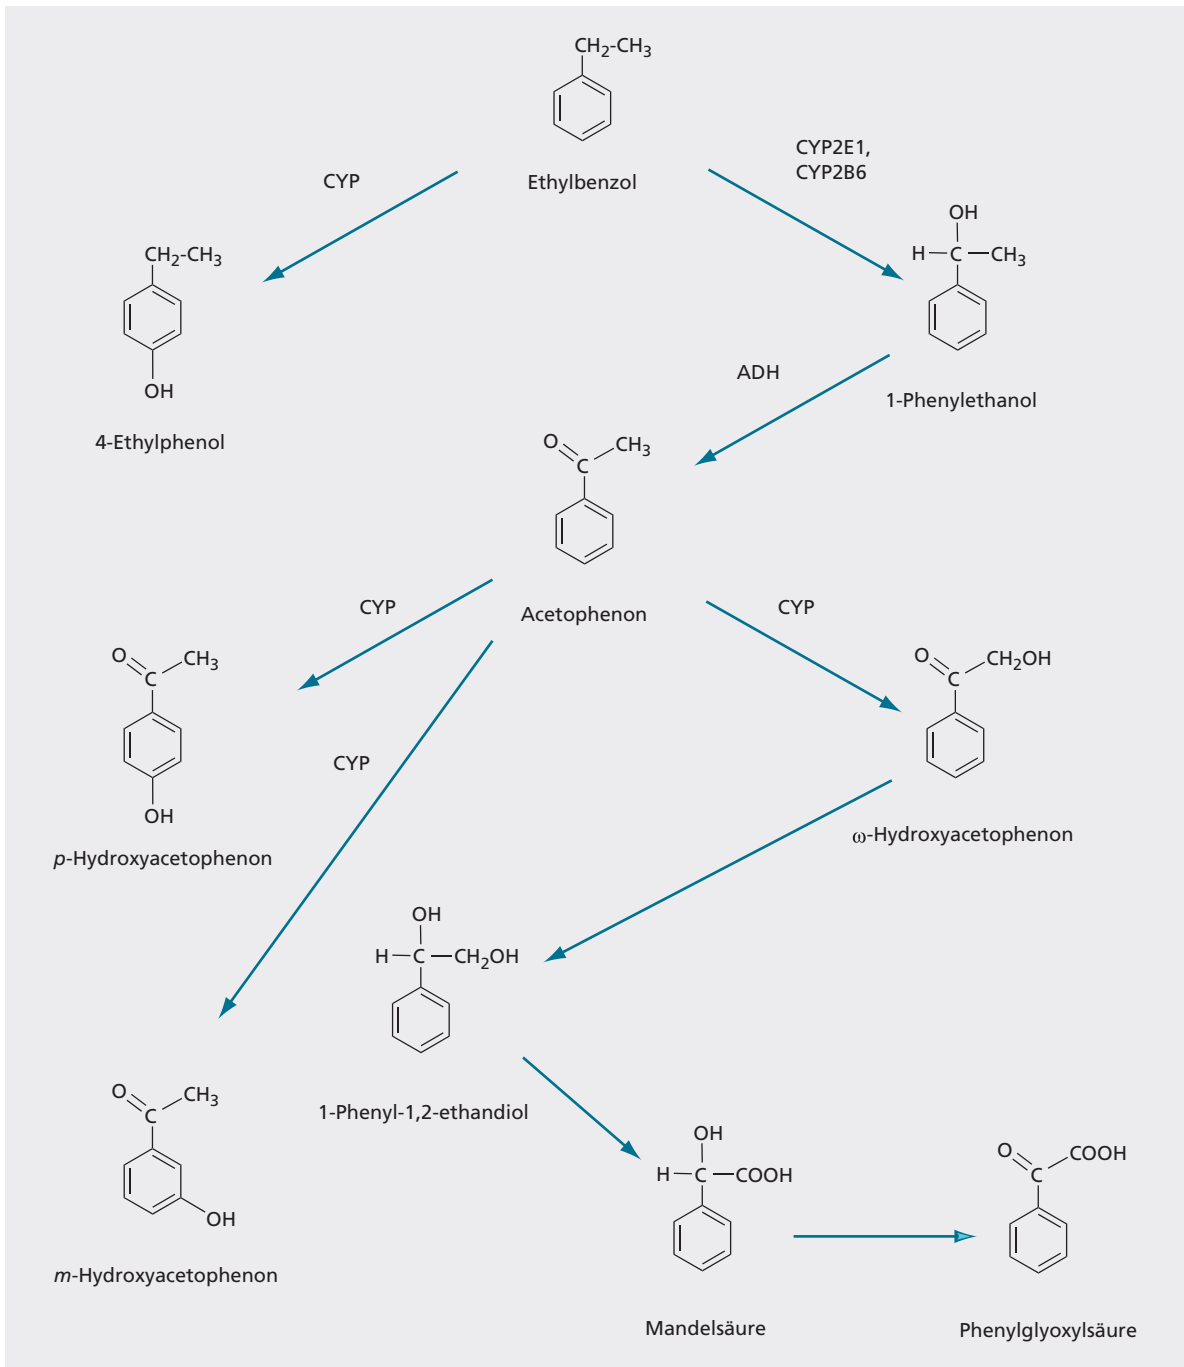 CH2-CH3
Ethylbenzol
CYP
CYP2E1,
CYP2B6
CH2-CH3
OH
4-Ethylphenol
OH
H C CH3
1-Phenylethanol
ADH
O
C
CH3
Acetophenon
CYP
CYP
CYP
O
C
CH3
OH
p-Hydroxyacetophenon
O
C
CH2OH
ω-Hydroxyacetophenon
OH
H C CH2OH
1-Phenyl-1,2-ethandiol
O
C
CH3
OH
m-Hydroxyacetophenon
OH
H C COOH
Mandelsäure
O
C
COOH
Phenylglyoxylsäure